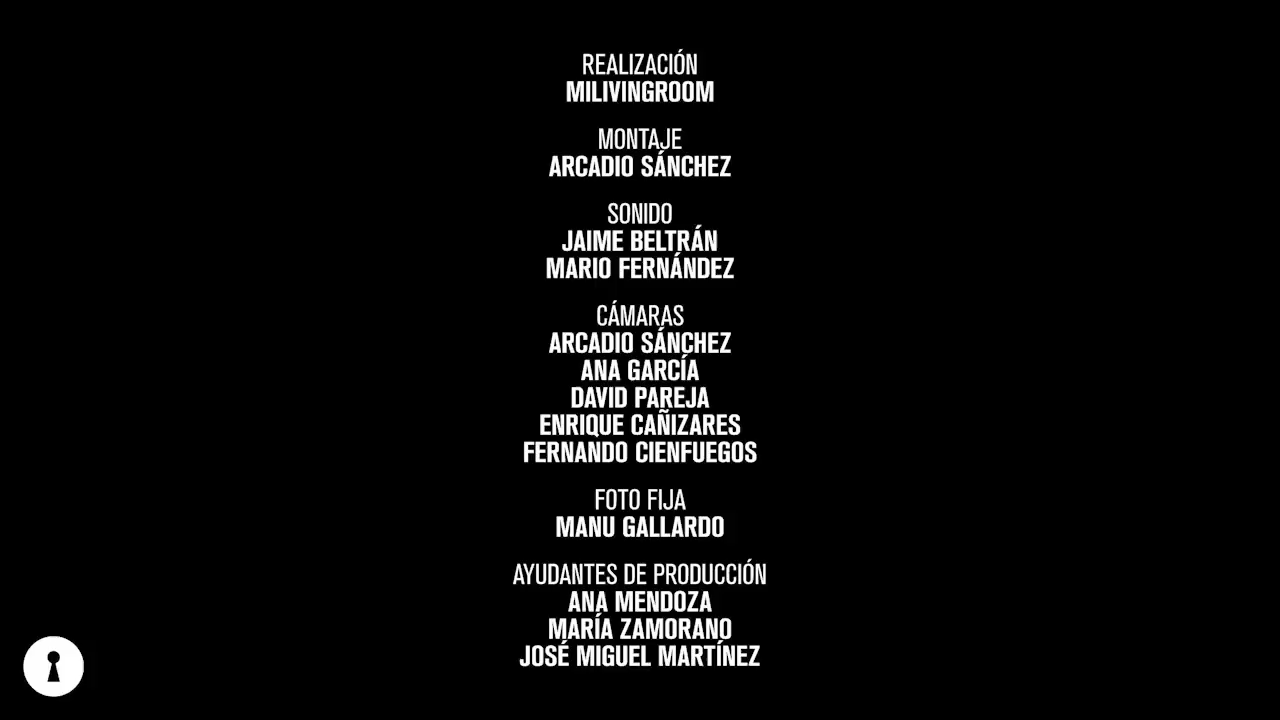 REALIZACIÓN
MILIVINGROOM
MONTAJE
ARCADIO SÁNCHEZ
SONIDO
JAIME BELTRÁN
MARIO FERNÁNDEZ
CÁMARAS
ARCADIO SÁNCHEZ
ANA GARCÍA
DAVID PAREJA
ENRIQUE CAÑIZARES
FERNANDO CIENFUEGOS
FOTO FIJA
MANU GALLARDO
AYUDANTES DE PRODUCCIÓN
ANA MENDOZA
MARÍA ZAMORANO
JOSÉ MIGUEL MARTÍNEZ